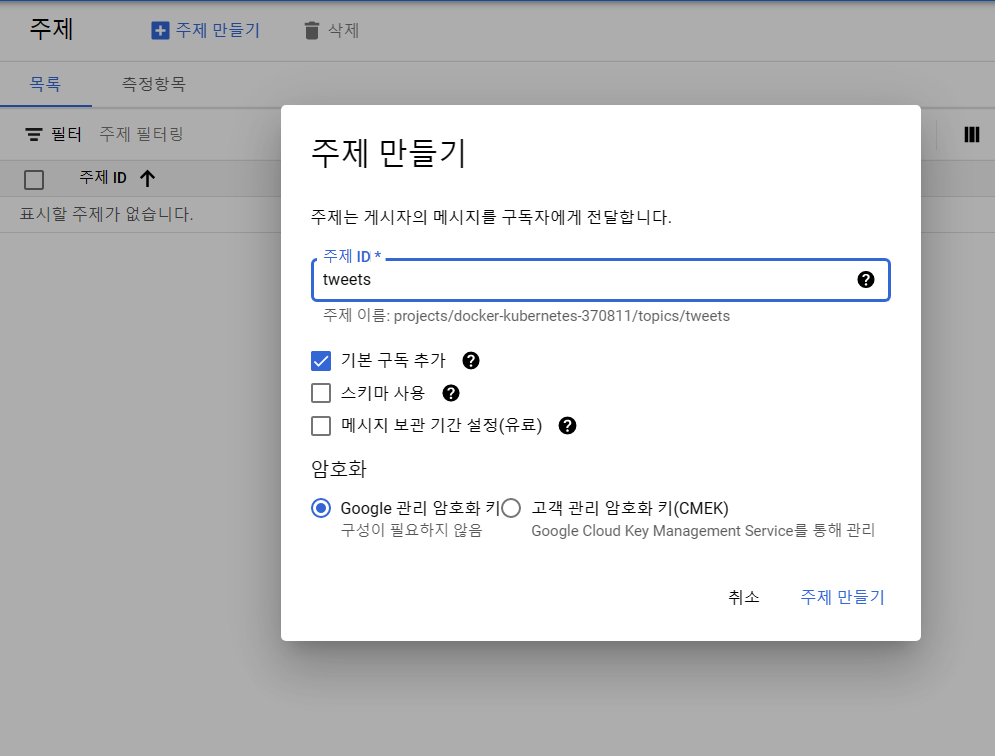 주제
주제 만들기
삭제
목록
측정항목
필터
주제 필터링
주제 ID
표시할 주제가 없습니다.
주제 만들기
주제는 게시자의 메시지를 구독자에게 전달합니다.
주제 ID *
tweets
주제 이름: projects/docker-kubernetes-370811/topics/tweets
기본 구독 추가
스키마 사용
메시지 보관 기간 설정(유료)
암호화
Google 관리 암호화 키
구성이 필요하지 않음
고객 관리 암호화 키(CMEK)
Google Cloud Key Management Service를 통해 관리
취소
주제 만들기